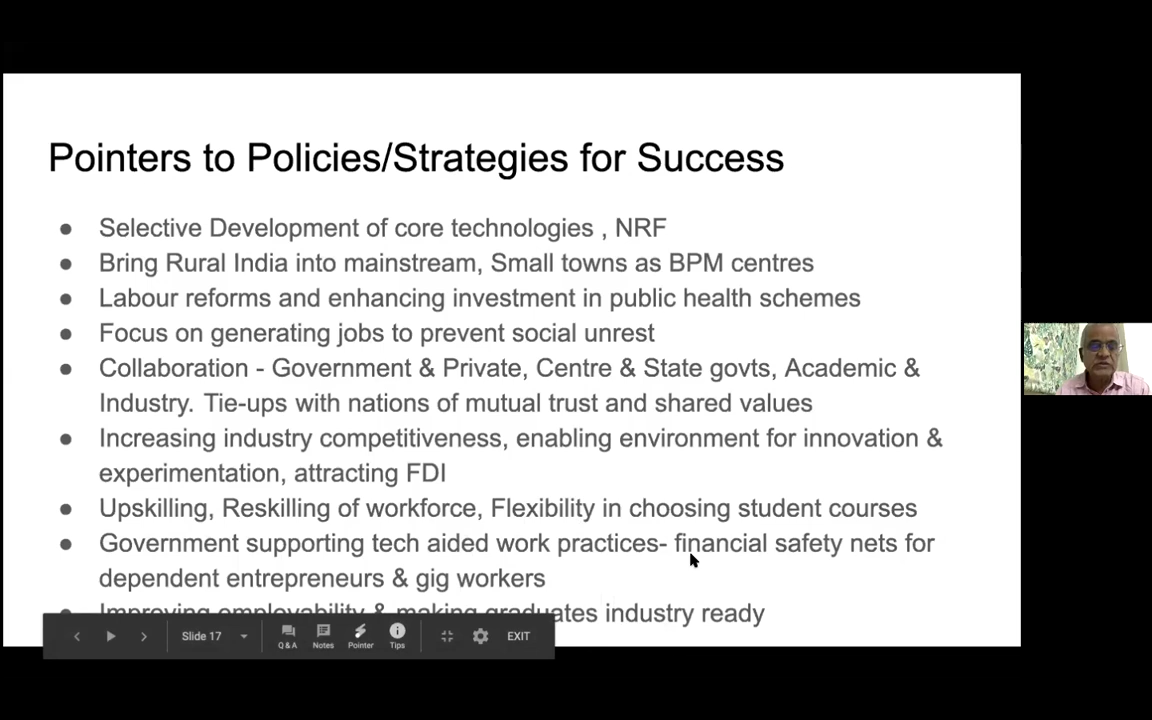 Pointers to Policies/Strategies for Success
● Selective Development of core technologies , NRF
● Bring Rural India into mainstream, Small towns as BPM centres
● Labour reforms and enhancing investment in public health schemes
● Focus on generating jobs to prevent social unrest
● Collaboration - Government & Private, Centre & State govts, Academic &
Industry. Tie-ups with nations of mutual trust and shared values
● Increasing industry competitiveness, enabling environment for innovation &
experimentation, attracting FDI
● Upskilling, Reskilling of workforce, Flexibility in choosing student courses
● Government supporting tech aided work practices- financial safety nets for
dependent entrepreneurs & gig workers
● Improving employability & making graduates industry ready
Slide 17
Q&A
Notes
Pointer
Tips
EXIT